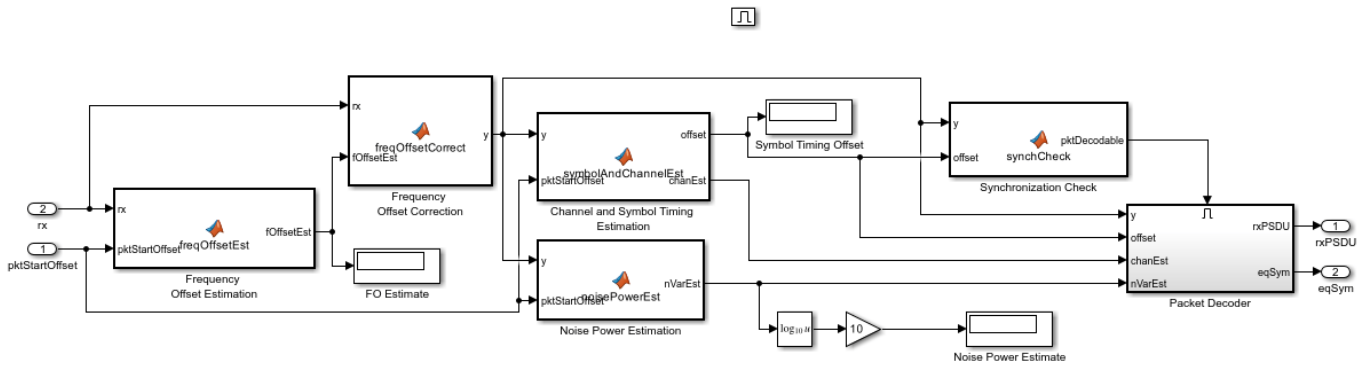 2
rx
1
pktStartOffset
rx
pktStartOffset
freqOffsetEst
fOffsetEst
Frequency
Offset Estimation
rx
fOffsetEst
freqOffsetCorrect
y
Frequency
Offset Correction
FO Estimate
y
pktStartOffset
symbolAndChannelEst
offset
chanEst
Channel and Symbol Timing
Estimation
y
pktStartOffset
noisePowerEst
nVarEst
Noise Power Estimation
Symbol Timing Offset
log10 u
10
Noise Power Estimate
y
offset
synchCheck
pktDecodable
Synchronization Check
y
offset
chanEst
nVarEst
rxPSDU
eqSym
Packet Decoder
1
rxPSDU
2
eqSym